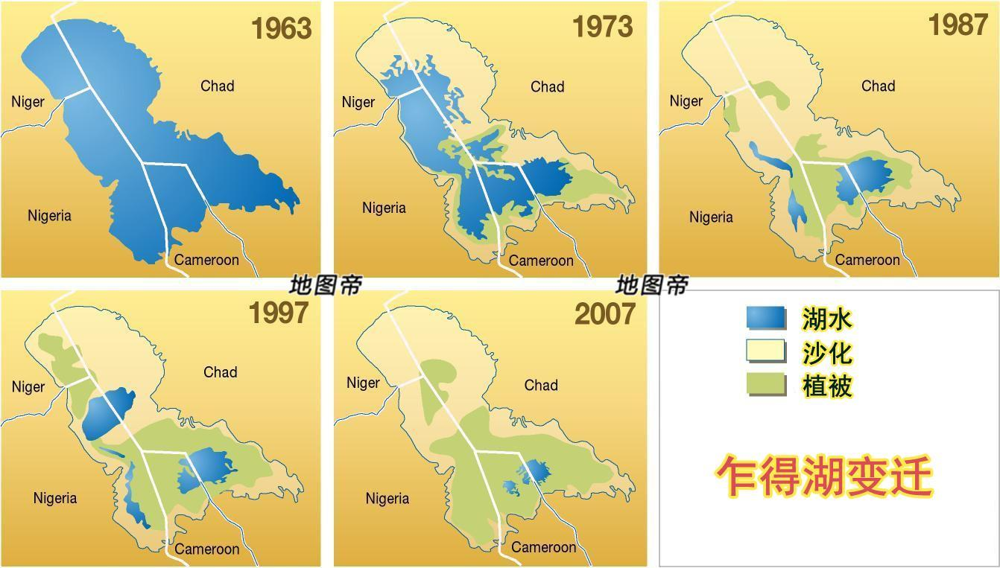 1963
Chad
Niger
Nigeria
Cameroon
1973
Chad
Niger
Nigeria
Cameroon
1987
Chad
Niger
Nigeria
Cameroon
地图帝
地图帝
1997
Chad
Niger
Nigeria
Cameroon
2007
Chad
Niger
Nigeria
Cameroon
湖水
沙化
植被
乍得湖变迁